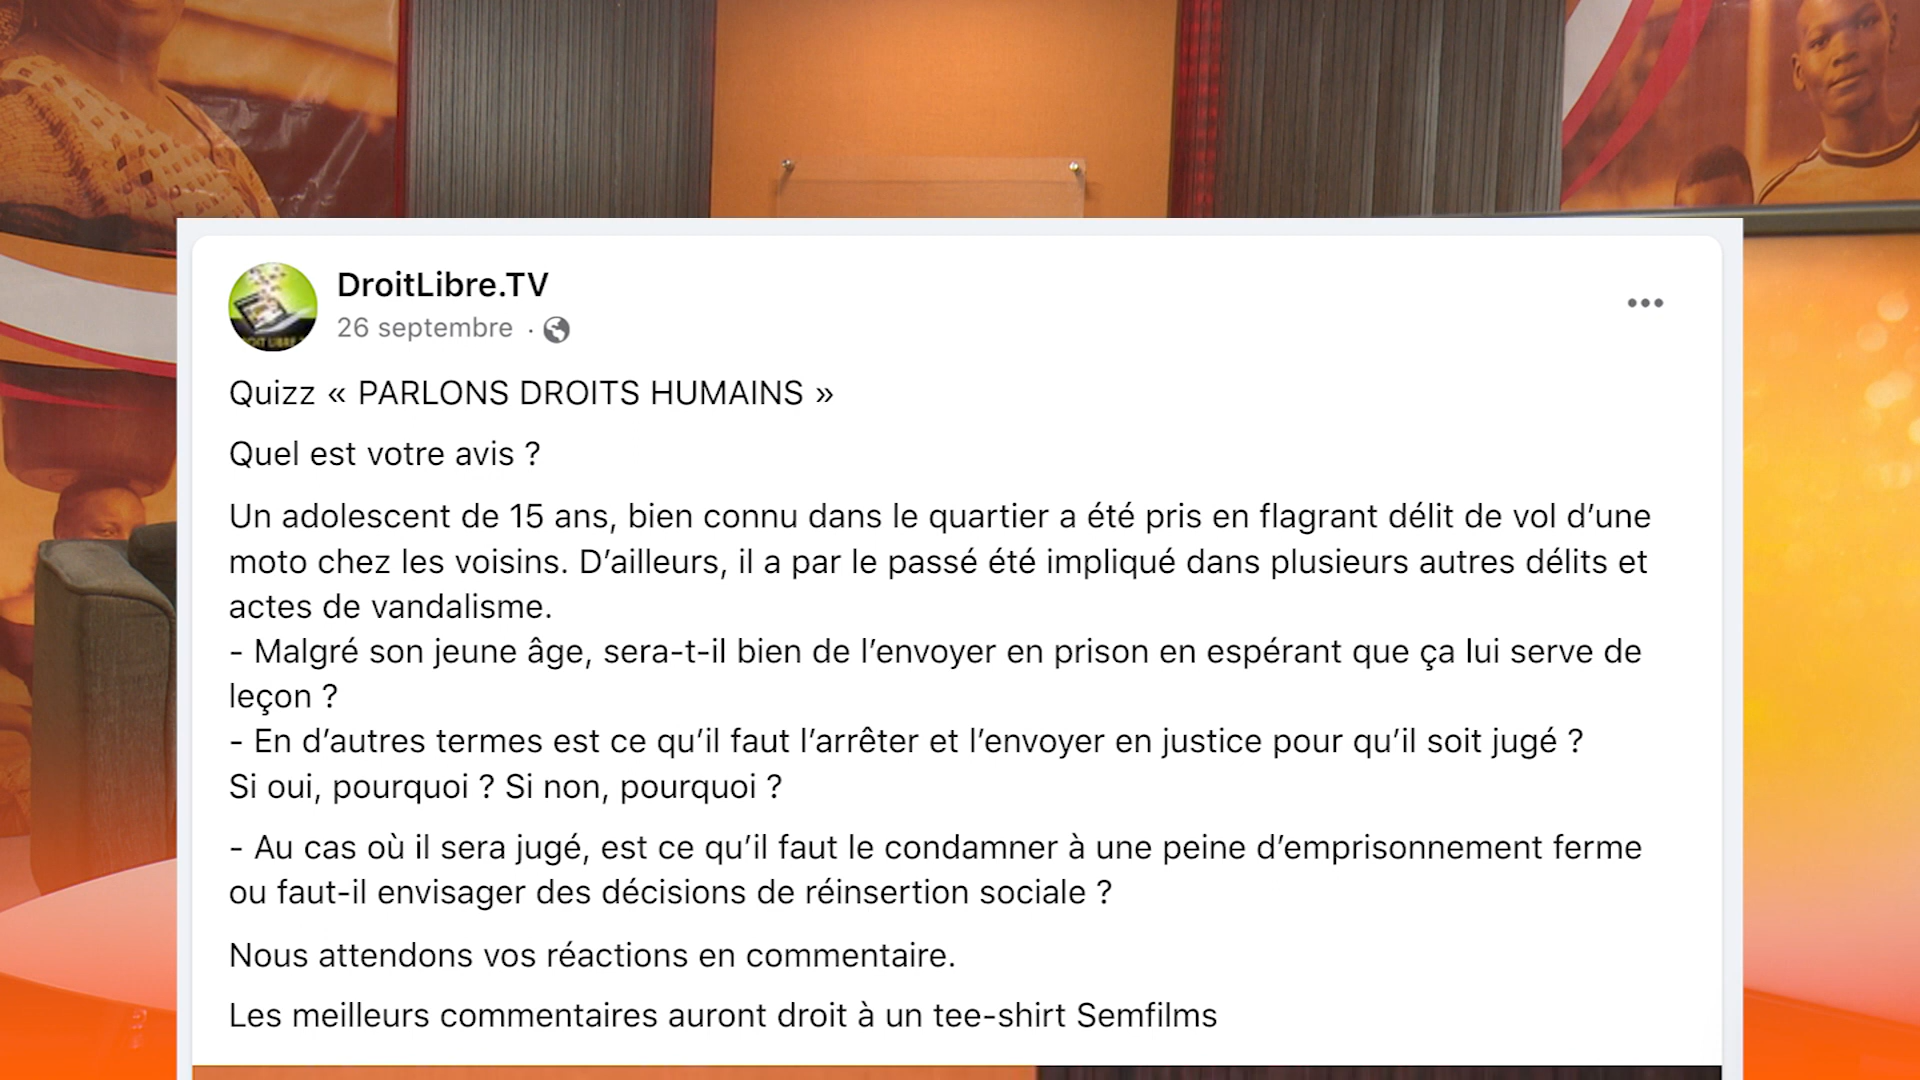 DroitLibre.TV
26 septembre ·
Quizz « PARLONS DROITS HUMAINS »
Quel est votre avis ?
Un adolescent de 15 ans, bien connu dans le quartier a été pris en flagrant délit de vol d’une
moto chez les voisins. D’ailleurs, il a par le passé été impliqué dans plusieurs autres délits et
actes de vandalisme.
- Malgré son jeune âge, sera-t-il bien de l’envoyer en prison en espérant que ça lui serve de
leçon ?
- En d’autres termes est ce qu’il faut l’arrêter et l’envoyer en justice pour qu’il soit jugé ?
Si oui, pourquoi ? Si non, pourquoi ?
- Au cas où il sera jugé, est ce qu’il faut le condamner à une peine d’emprisonnement ferme
ou faut-il envisager des décisions de réinsertion sociale ?
Nous attendons vos réactions en commentaire.
Les meilleurs commentaires auront droit à un tee-shirt Semfilms